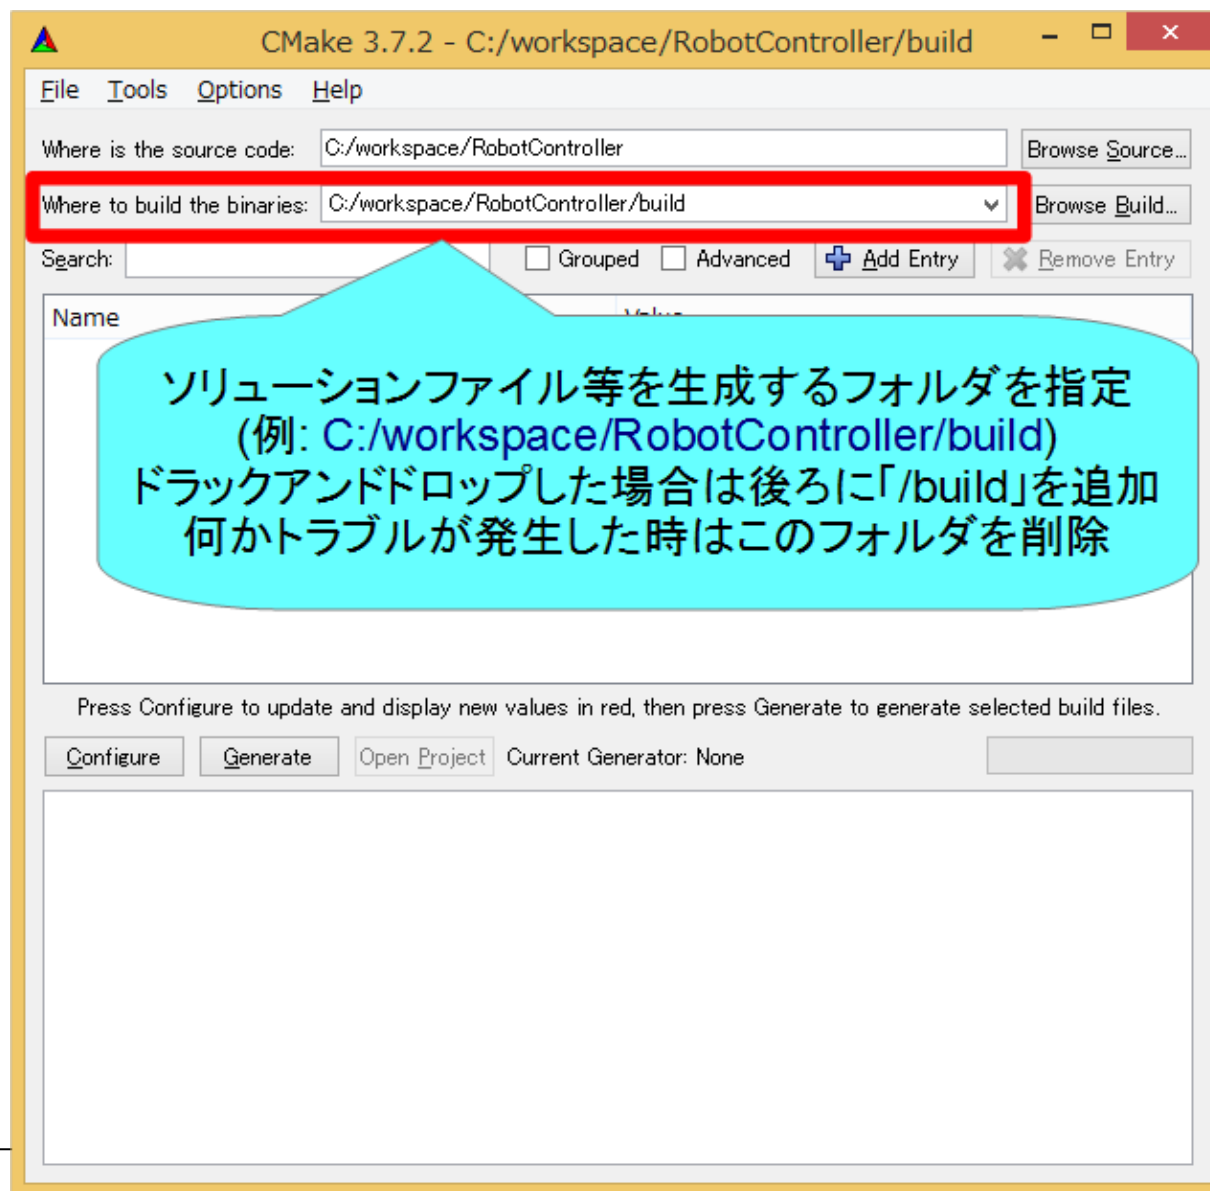 CMake 3.7.2 - C:/workspace/RobotController/build
File Tools Options Help
Where is the source code: C:/workspace/RobotController Browse Source...
Where to build the binaries: C:/workspace/RobotController/build Browse Build...
Search: Grouped Advanced Add Entry Remove Entry
Name Value
ソリューションファイル等を生成するフォルダを指定
(例: C:/workspace/RobotController/build)
ドラックアンドドロップした場合は後ろに「/build」を追加
何かトラブルが発生した時はこのフォルダを削除
Press Configure to update and display new values in red, then press Generate to generate selected build files.
Configure Generate Open Project Current Generator: None